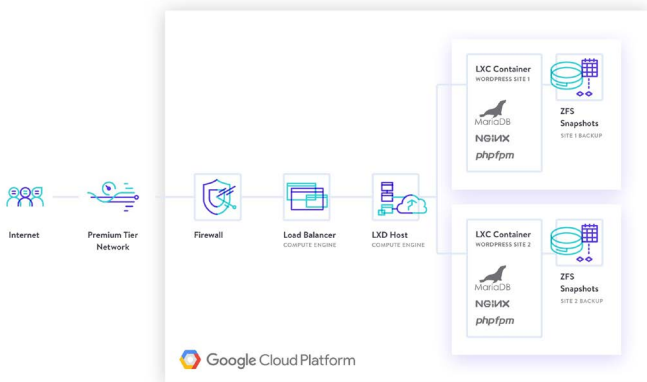 LXC Container
WORDPRESS SITE 1
MariaDB
NGINX
phpfpm
ZFS
Snapshots
SITE 1 BACKUP
Internet
Premium Tier
Network
Firewall
Load Balancer
COMPUTE ENGINE
LXD Host
COMPUTE ENGINE
LXC Container
WORDPRESS SITE 2
MariaDB
NGINX
phpfpm
ZFS
Snapshots
SITE 2 BACKUP
Google Cloud Platform